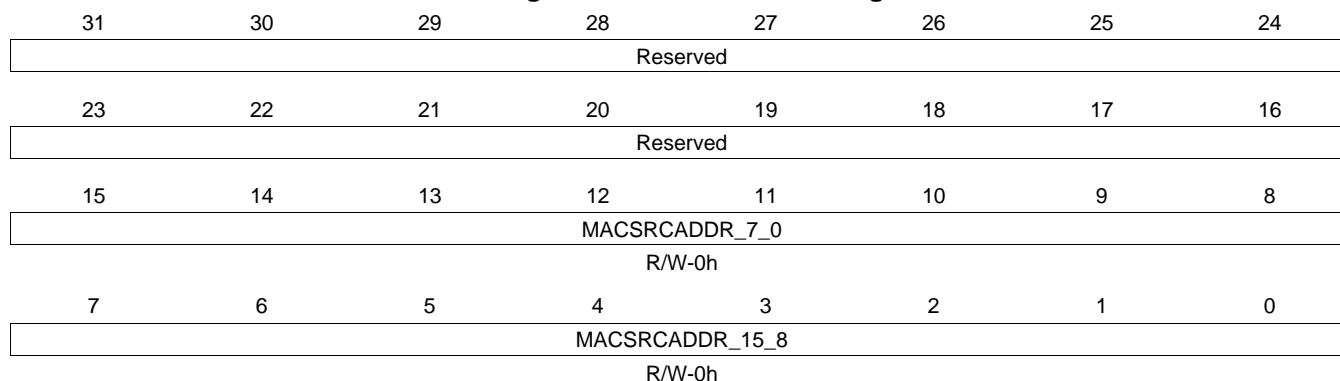 31 30 29 28 27 26 25 24
Reserved
23 22 21 20 19 18 17 16
Reserved
15 14 13 12 11 10 9 8
MACSRCADDR_7_0
R/W-0h
7 6 5 4 3 2 1 0
MACSRCADDR_15_8
R/W-0h